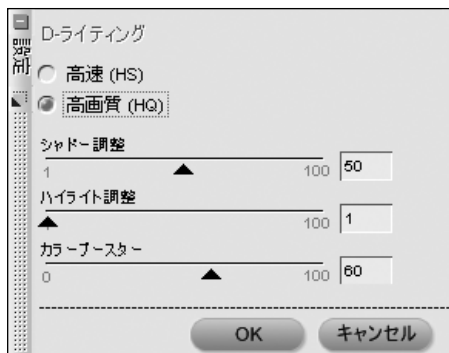 D-ライティング
設定
高速 (HS)
高画質 (HQ)
シャドー調整
1 100 50
ハイライト調整
100 1
カラーブースター
0 100 60
OK キャンセル